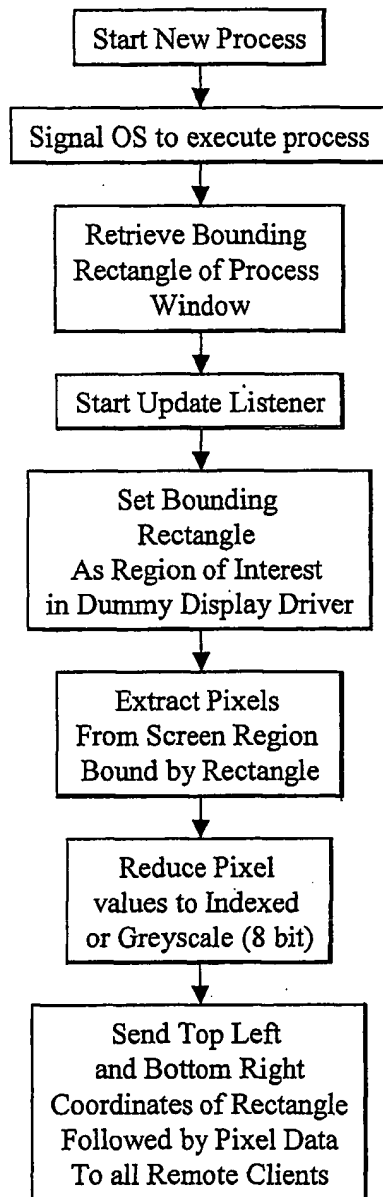 Start New Process
Signal OS to execute process
Retrieve Bounding
Rectangle of Process
Window
Start Update Listener
Set Bounding
Rectangle
As Region of Interest
in Dummy Display Driver
Extract Pixels
From Screen Region
Bound by Rectangle
Reduce Pixel
values to Indexed
or Greyscale (8 bit)
Send Top Left
and Bottom Right
Coordinates of Rectangle
Followed by Pixel Data
To all Remote Clients